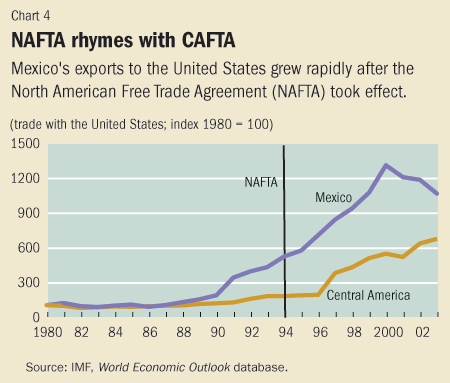 Chart 4
NAFTA rhymes with CAFTA
Mexico's exports to the United States grew rapidly after the
North American Free Trade Agreement (NAFTA) took effect.
(trade with the United States; index 1980 = 100)
1500
1200
900
600
300
0
NAFTA
Mexico
Central America
1980 82 84 86 88 90 92 94 96 98 2000 02
Source: IMF, World Economic Outlook database.